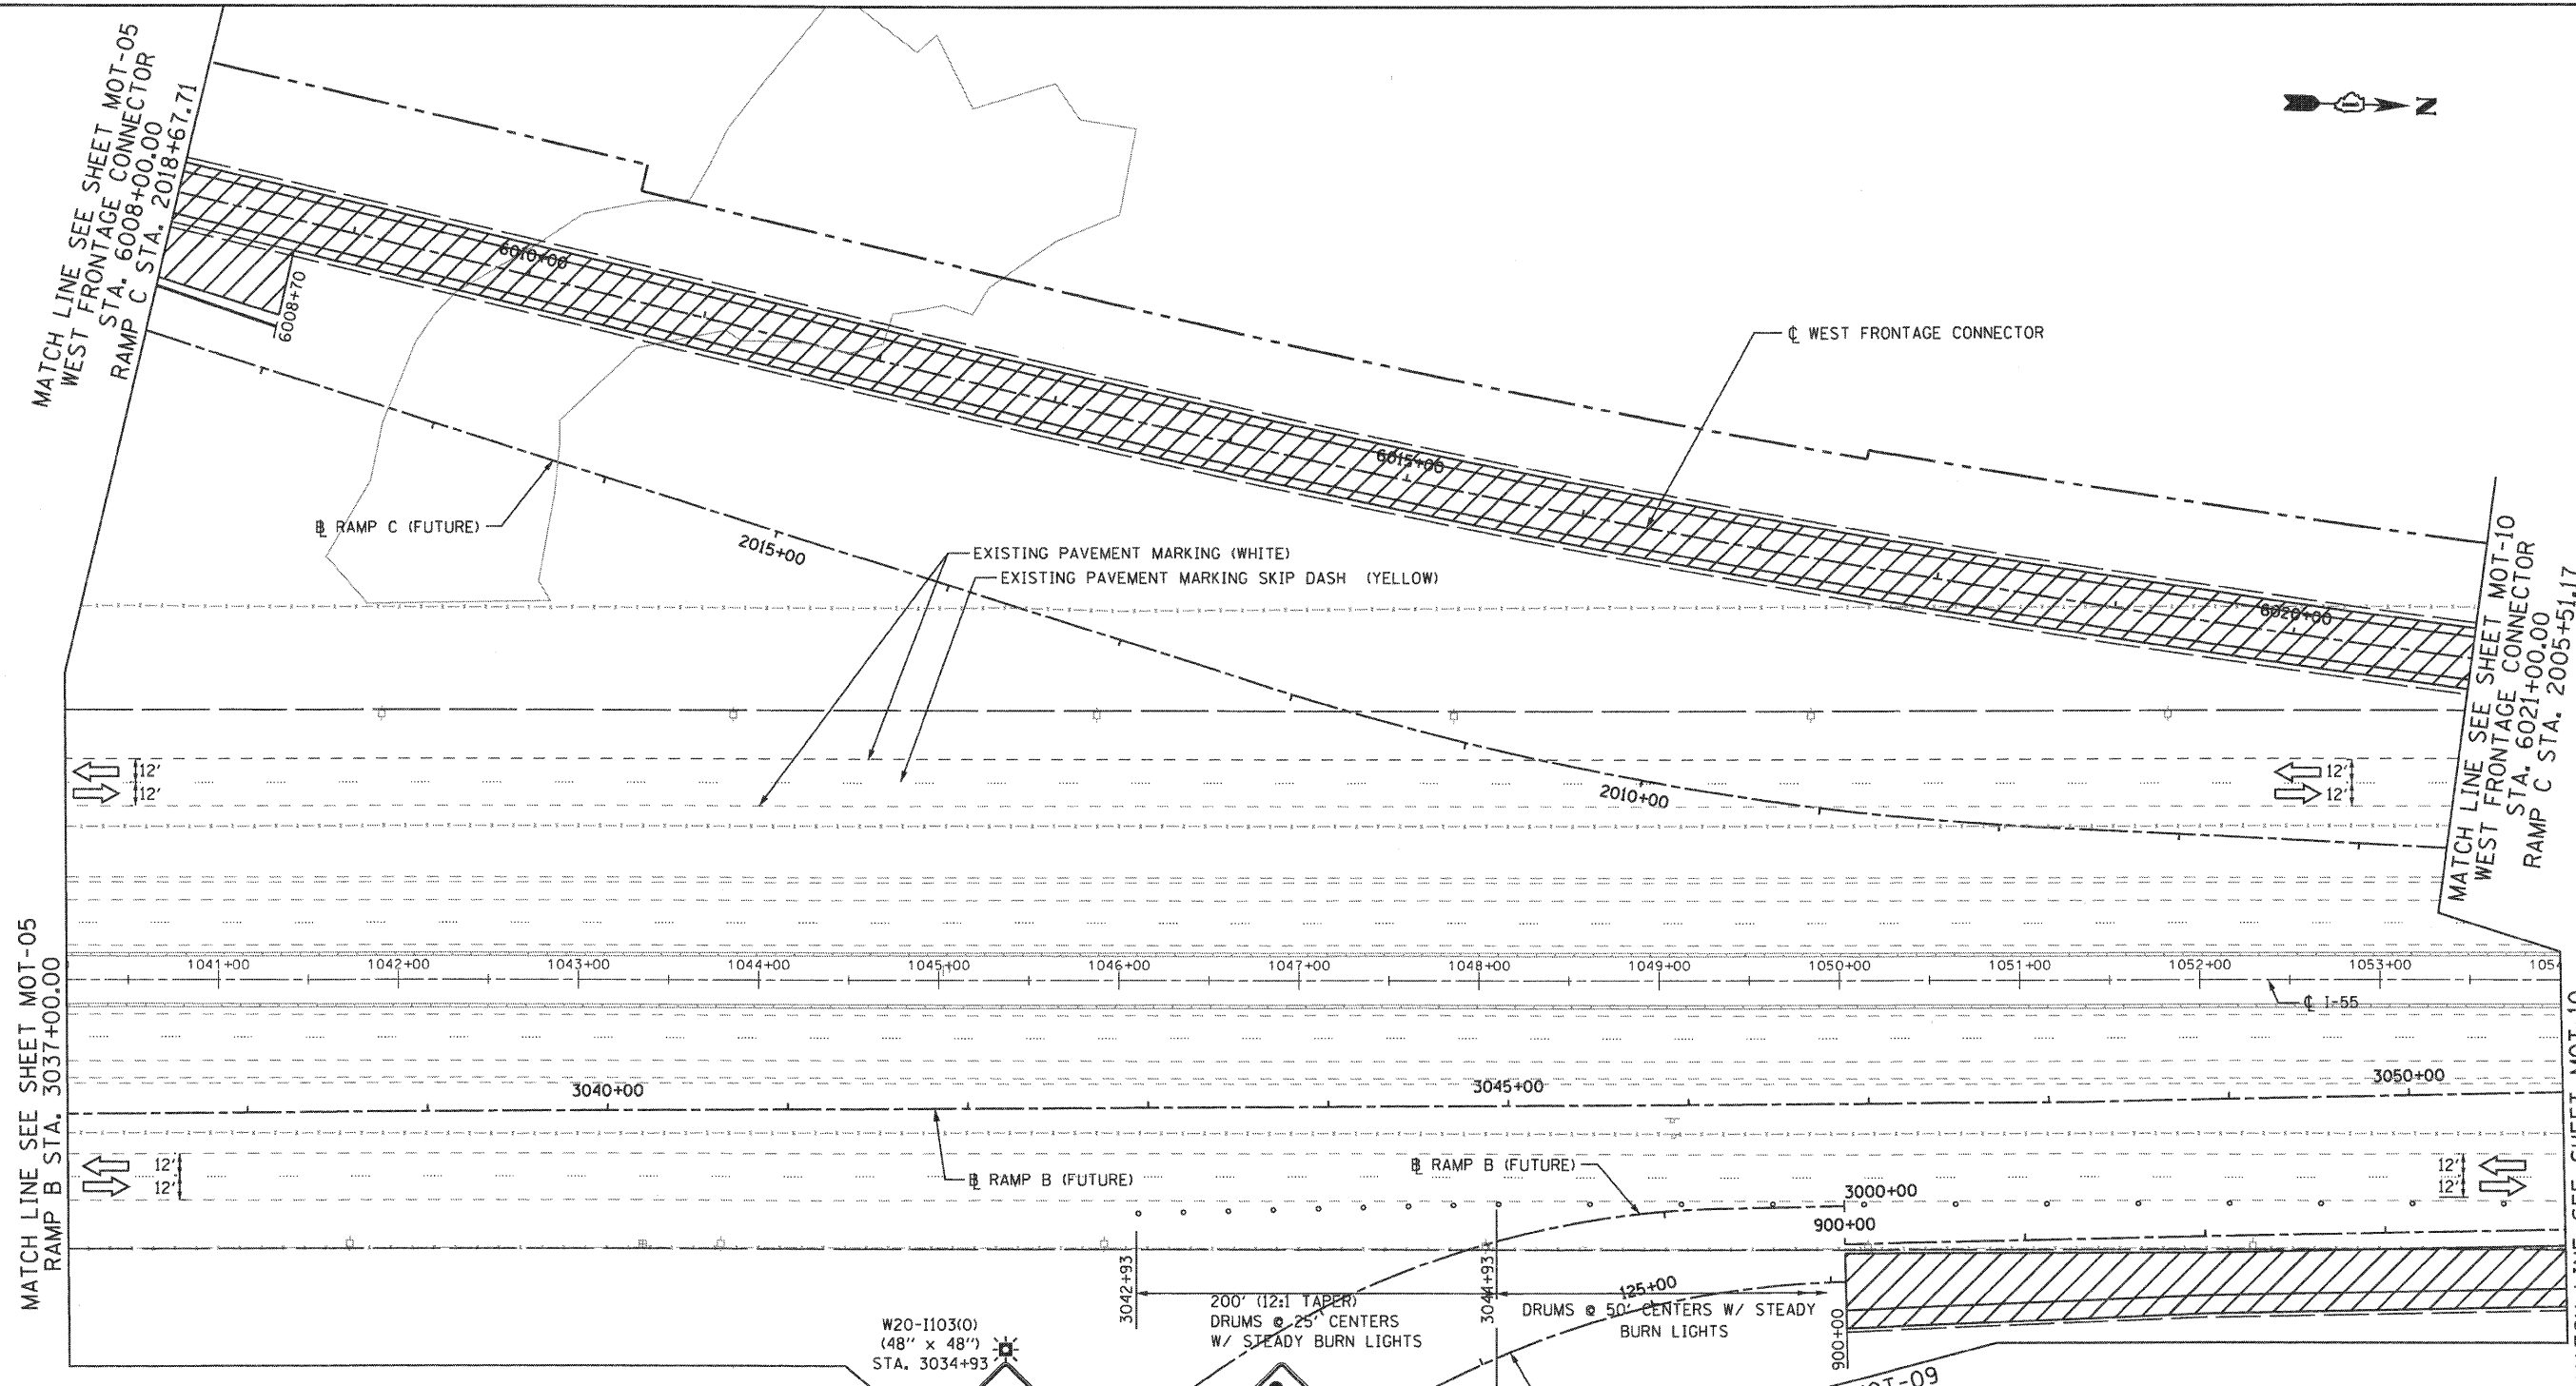 MATCH LINE SEE SHEET MOT-05
WEST FRONTAGE CONNECTOR
STA. 6008+00.00
RAMP C STA. 2018+67.71
N
6010+00
6008+70
℄ WEST FRONTAGE CONNECTOR
6015+00
RAMP C (FUTURE)
2015+00
EXISTING PAVEMENT MARKING (WHITE)
EXISTING PAVEMENT MARKING SKIP DASH (YELLOW)
6020+00
MATCH LINE SEE SHEET MOT-10
WEST FRONTAGE CONNECTOR
STA. 6021+00.00
RAMP C STA. 2005+51.17
12'
12'
12'
12'
2010+00
MATCH LINE SEE SHEET MOT-05
RAMP B STA. 3037+00.00
1041+00 1042+00 1043+00 1044+00 1045+00 1046+00 1047+00 1048+00 1049+00 1050+00 1051+00 1052+00 1053+00 1054
℄ I-55
3040+00 3045+00 3050+00
12'
12'
RAMP B (FUTURE)
RAMP B (FUTURE)
12'
12'
3000+00
900+00
3042+93
200' (12:1 TAPER)
DRUMS @ 25' CENTERS
W/ STEADY BURN LIGHTS
3044+93
125+00
DRUMS @ 50' CENTERS W/ STEADY
BURN LIGHTS
900+00
W20-I103(O)
(48" x 48")
STA. 3034+93
MOT-09